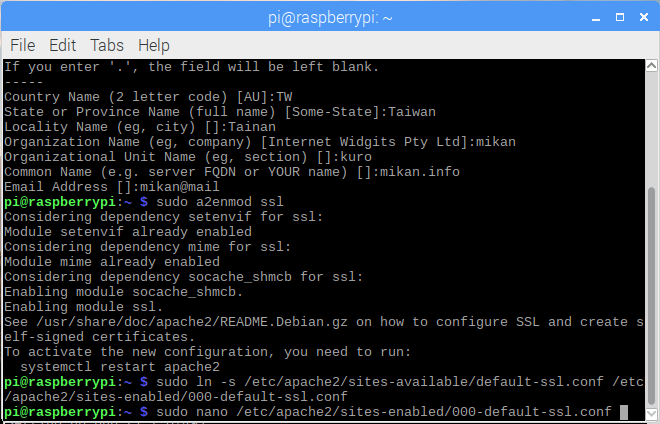 pi@raspberrypi: ~
File Edit Tabs Help
If you enter '.', the field will be left blank.
-----
Country Name (2 letter code) [AU]:TW
State or Province Name (full name) [Some-State]:Taiwan
Locality Name (eg, city) []:Tainan
Organization Name (eg, company) [Internet Widgits Pty Ltd]:mikan
Organizational Unit Name (eg, section) []:kuro
Common Name (e.g. server FQDN or YOUR name) []:mikan.info
Email Address []:mikan@mail
pi@raspberrypi:~ $ sudo a2enmod ssl
Considering dependency setenvif for ssl:
Module setenvif already enabled
Considering dependency mime for ssl:
Module mime already enabled
Considering dependency socache_shmcb for ssl:
Enabling module socache_shmcb.
Enabling module ssl.
See /usr/share/doc/apache2/README.Debian.gz on how to configure SSL and create s
elf-signed certificates.
To activate the new configuration, you need to run:
  systemctl restart apache2
pi@raspberrypi:~ $ sudo ln -s /etc/apache2/sites-available/default-ssl.conf /etc
/apache2/sites-enabled/000-default-ssl.conf
pi@raspberrypi:~ $ sudo nano /etc/apache2/sites-enabled/000-default-ssl.conf